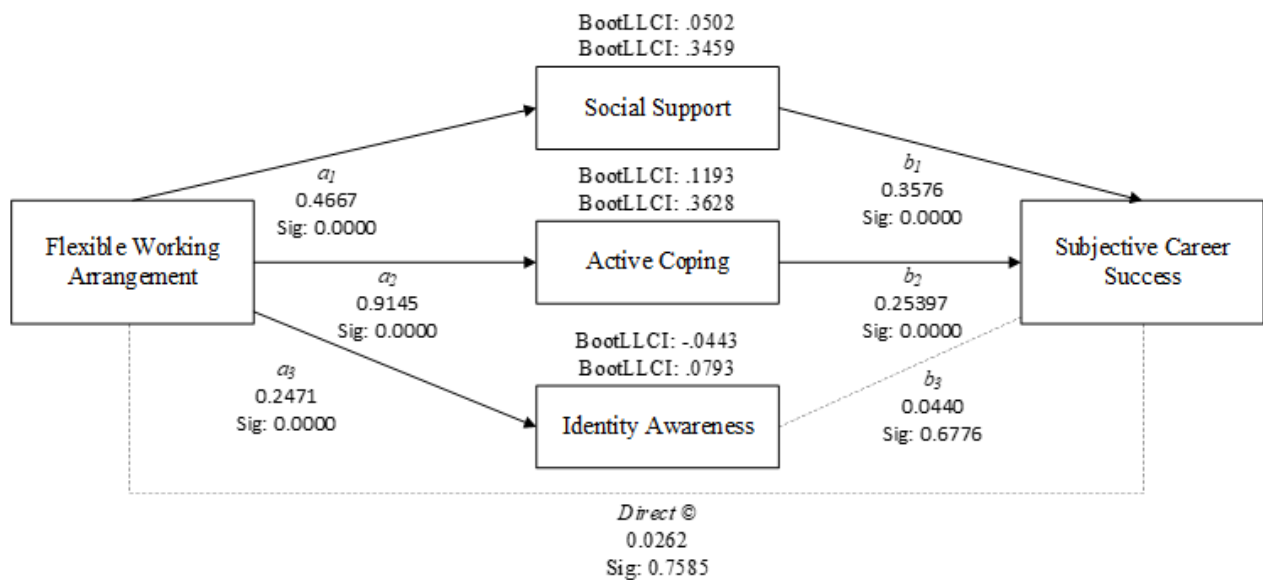 BootLLCI: .0502
BootLLCI: .3459
Social Support
a1
0.4667
Sig: 0.0000
b1
0.3576
Sig: 0.0000
BootLLCI: .1193
BootLLCI: .3628
Flexible Working
Arrangement
Active Coping
Subjective Career
Success
a2
0.9145
Sig: 0.0000
b2
0.25397
Sig: 0.0000
BootLLCI: -.0443
BootLLCI: .0793
a3
0.2471
Sig: 0.0000
Identity Awareness
b3
0.0440
Sig: 0.6776
Direct ©
0.0262
Sig: 0.7585